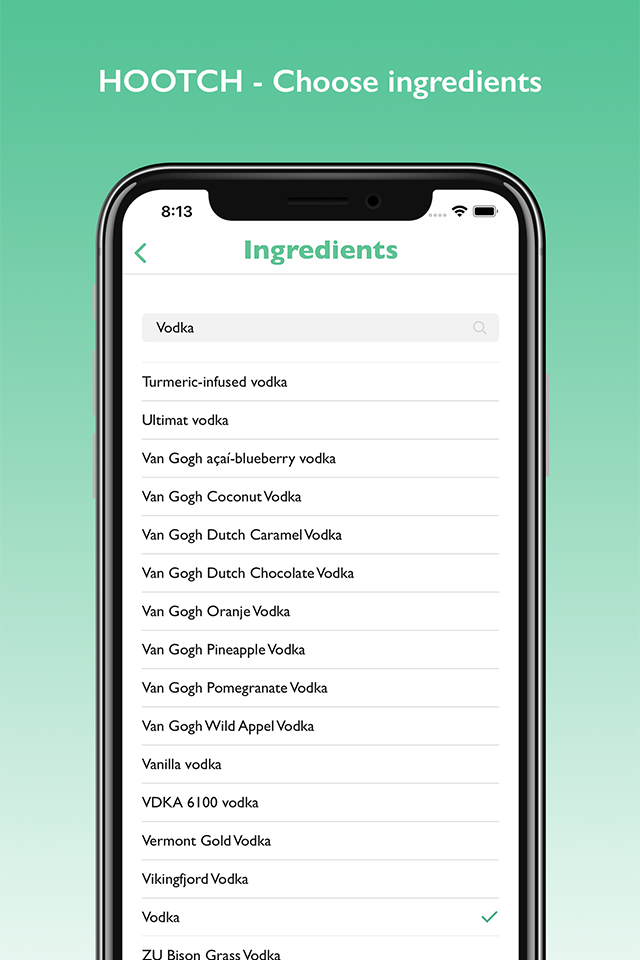 HOOTCH - Choose ingredients
8:13
Ingredients
Vodka
Turmeric-infused vodka
Ultimat vodka
Van Gogh açaí-blueberry vodka
Van Gogh Coconut Vodka
Van Gogh Dutch Caramel Vodka
Van Gogh Dutch Chocolate Vodka
Van Gogh Oranje Vodka
Van Gogh Pineapple Vodka
Van Gogh Pomegranate Vodka
Van Gogh Wild Appel Vodka
Vanilla vodka
VDKA 6100 vodka
Vermont Gold Vodka
Vikingfjord Vodka
Vodka
ZU Bison Grass Vodka